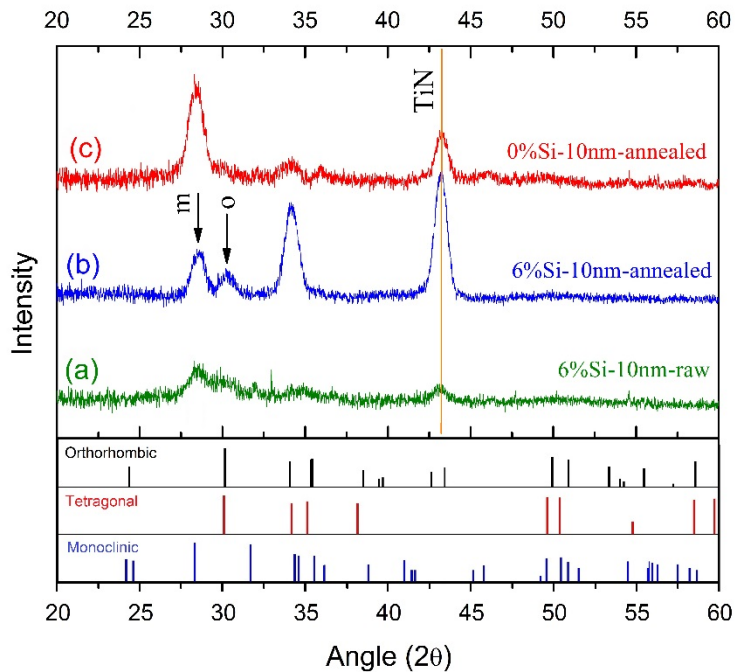 20 25 30 35 40 45 50 55 60
(c)
TiN
0%Si-10nm-annealed
m
o
(b)
6%Si-10nm-annealed
Intensity
(a)
6%Si-10nm-raw
Orthorhombic
Tetragonal
Monoclinic
20 25 30 35 40 45 50 55 60
Angle (2θ)